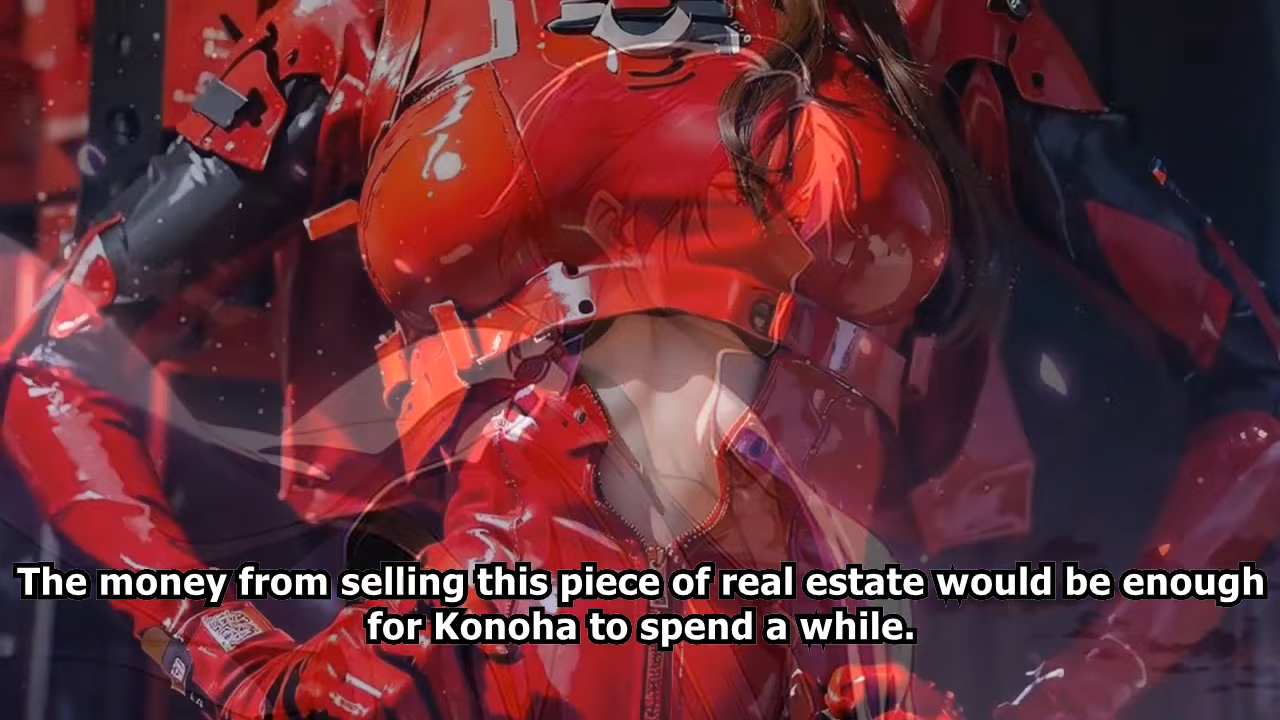 The money from selling this piece of real estate would be enough
for Konoha to spend a while.